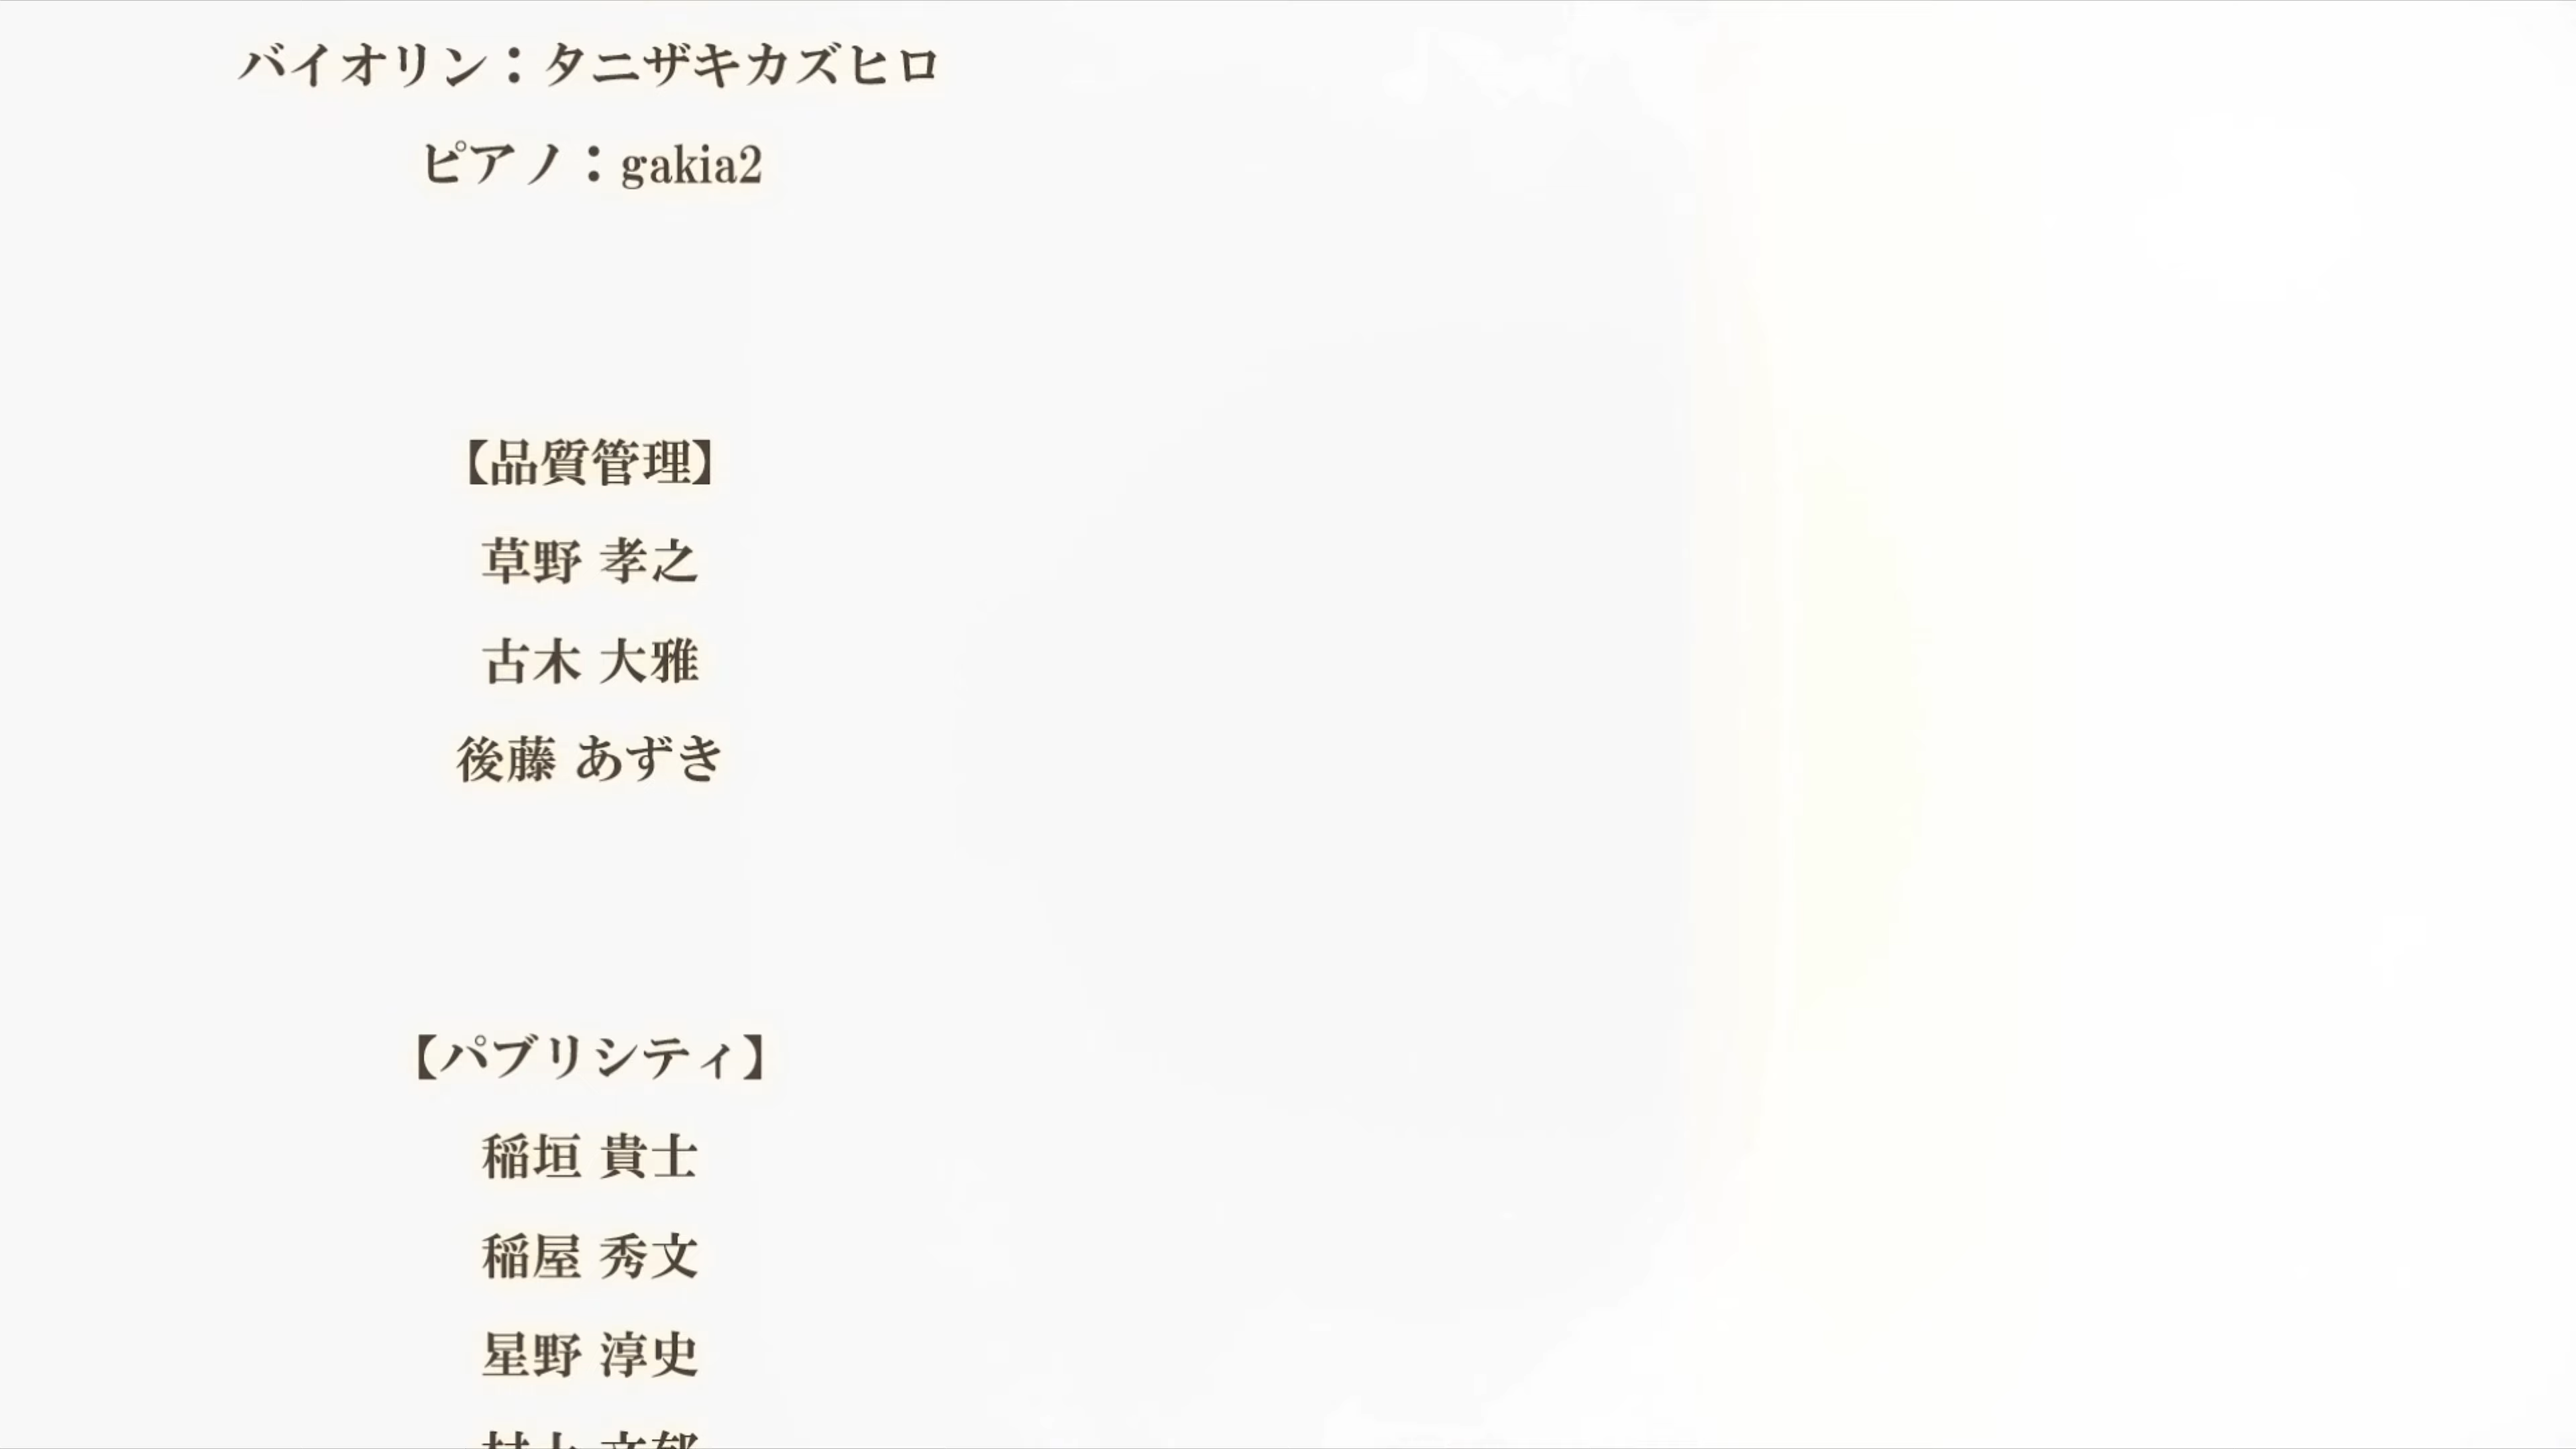 バイオリン：タニザキカズヒロ
ピアノ：gakia2
【品質管理】
草野 孝之
古木 大雅
後藤 あずき
【パブリシティ】
稲垣 貴士
稲屋 秀文
星野 淳史